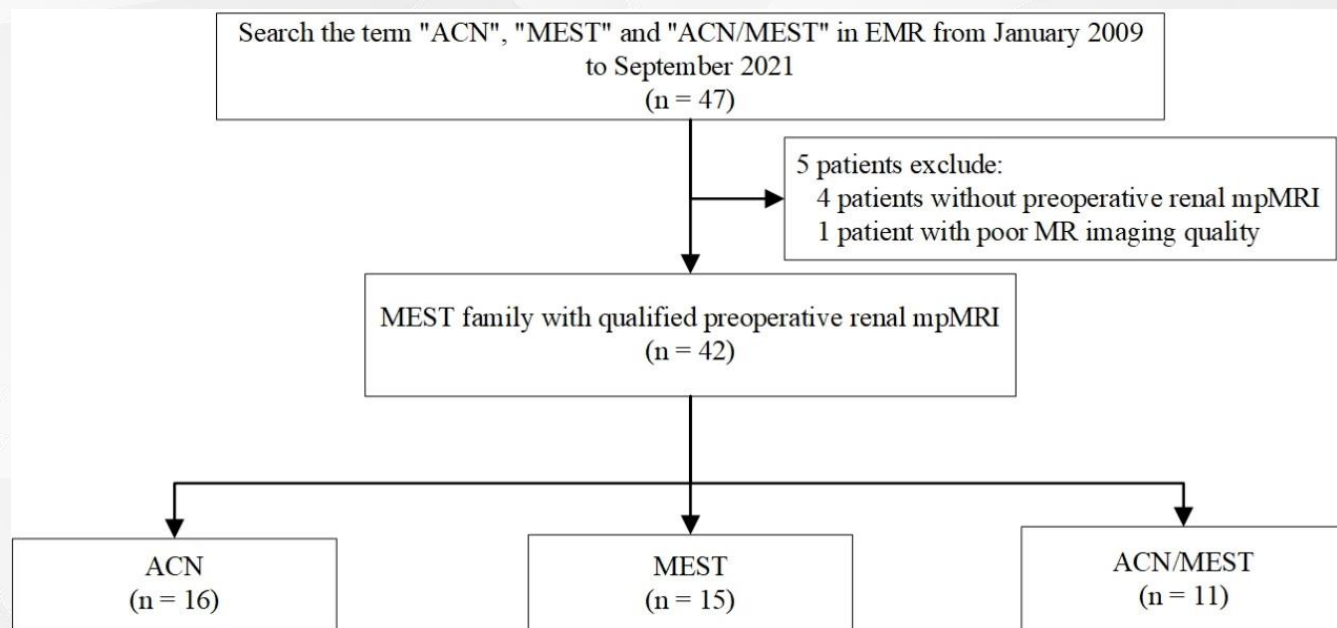 Search the term "ACN", "MEST" and "ACN/MEST" in EMR from January 2009
to September 2021
(n = 47)
5 patients exclude:
4 patients without preoperative renal mpMRI
1 patient with poor MR imaging quality
MEST family with qualified preoperative renal mpMRI
(n = 42)
ACN
(n = 16)
MEST
(n = 15)
ACN/MEST
(n = 11)